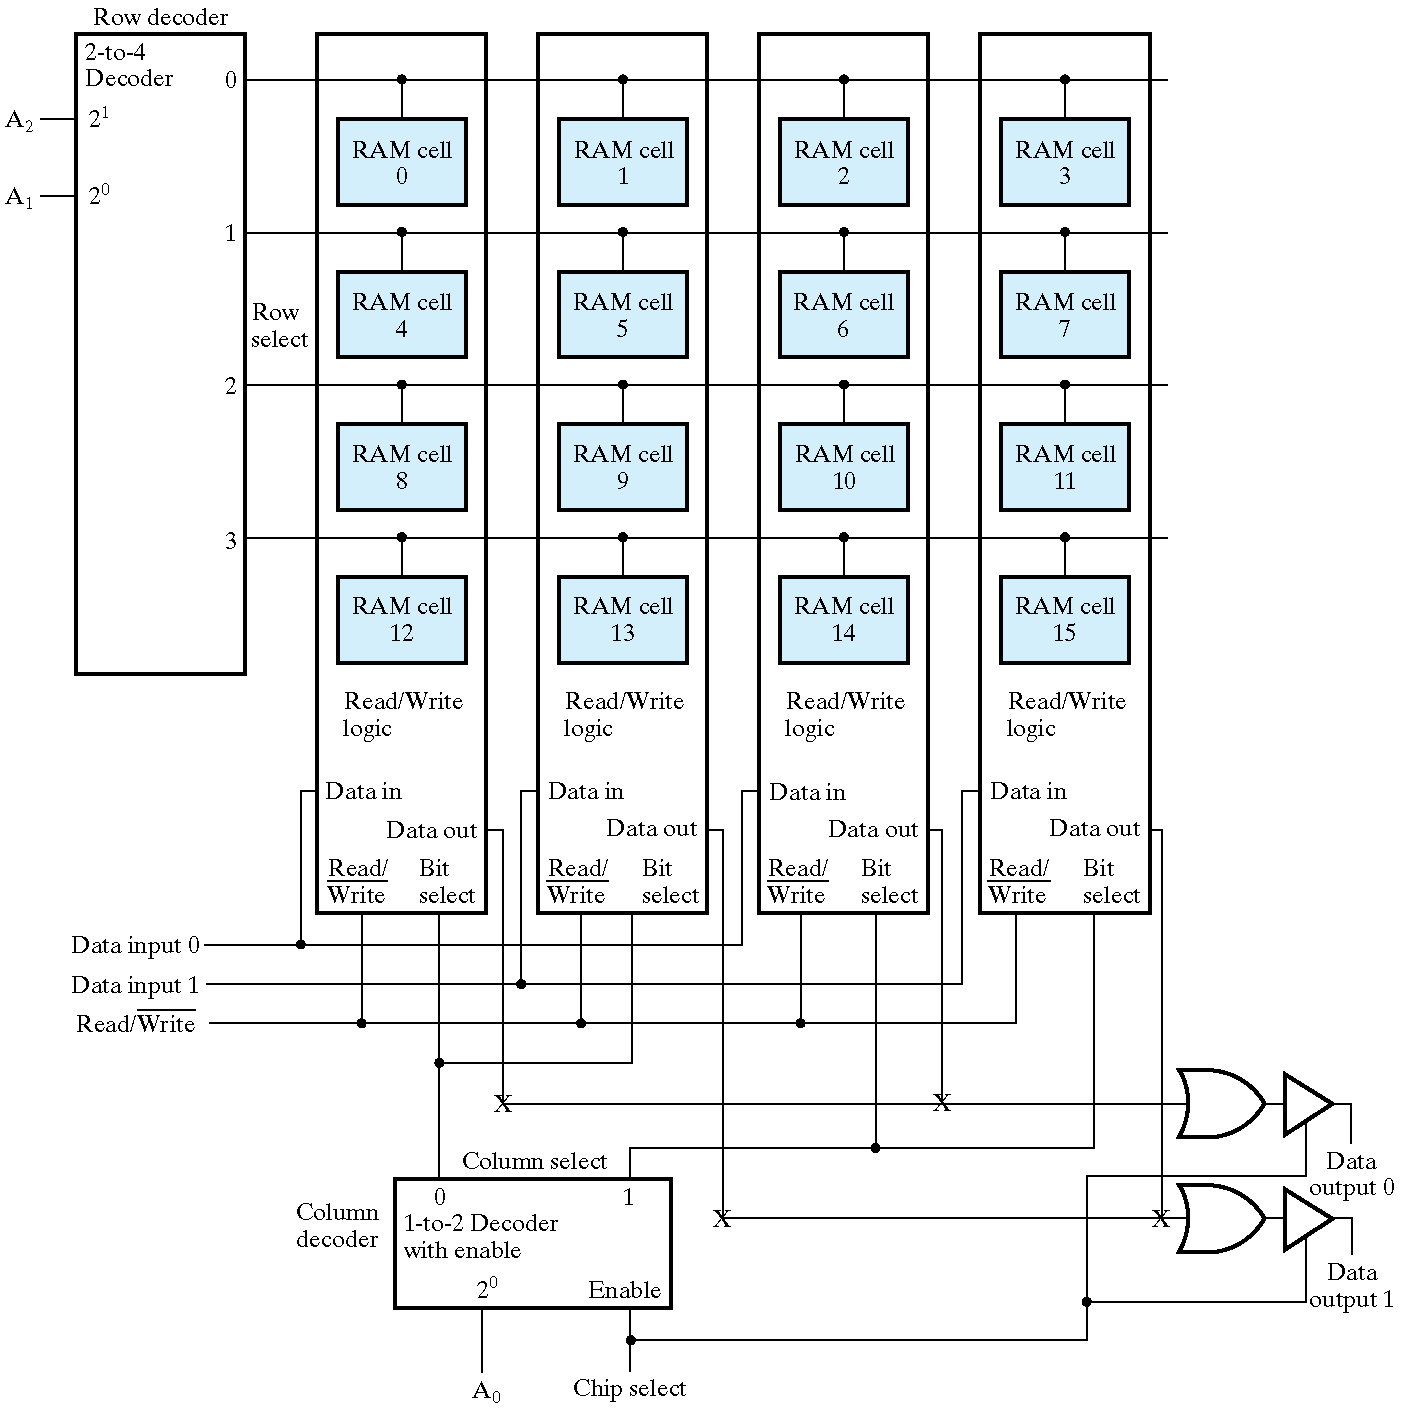 Row decoder
2-to-4
Decoder
0
A₂
2¹
A₁
2⁰
RAM cell
0
RAM cell
1
RAM cell
2
RAM cell
3
1
Row
select
RAM cell
4
RAM cell
5
RAM cell
6
RAM cell
7
2
RAM cell
8
RAM cell
9
RAM cell
10
RAM cell
11
3
RAM cell
12
RAM cell
13
RAM cell
14
RAM cell
15
Read/Write
logic
Read/Write
logic
Read/Write
logic
Read/Write
logic
Data in
Data out
Read/
Write
Bit
select
Data in
Data out
Read/
Write
Bit
select
Data in
Data out
Read/
Write
Bit
select
Data in
Data out
Read/
Write
Bit
select
Data input 0
Data input 1
Read/Write
X
X
X
X
Data
output 0
Data
output 1
Column select
Column
decoder
0
1
1-to-2 Decoder
with enable
2⁰
Enable
A₀
Chip select